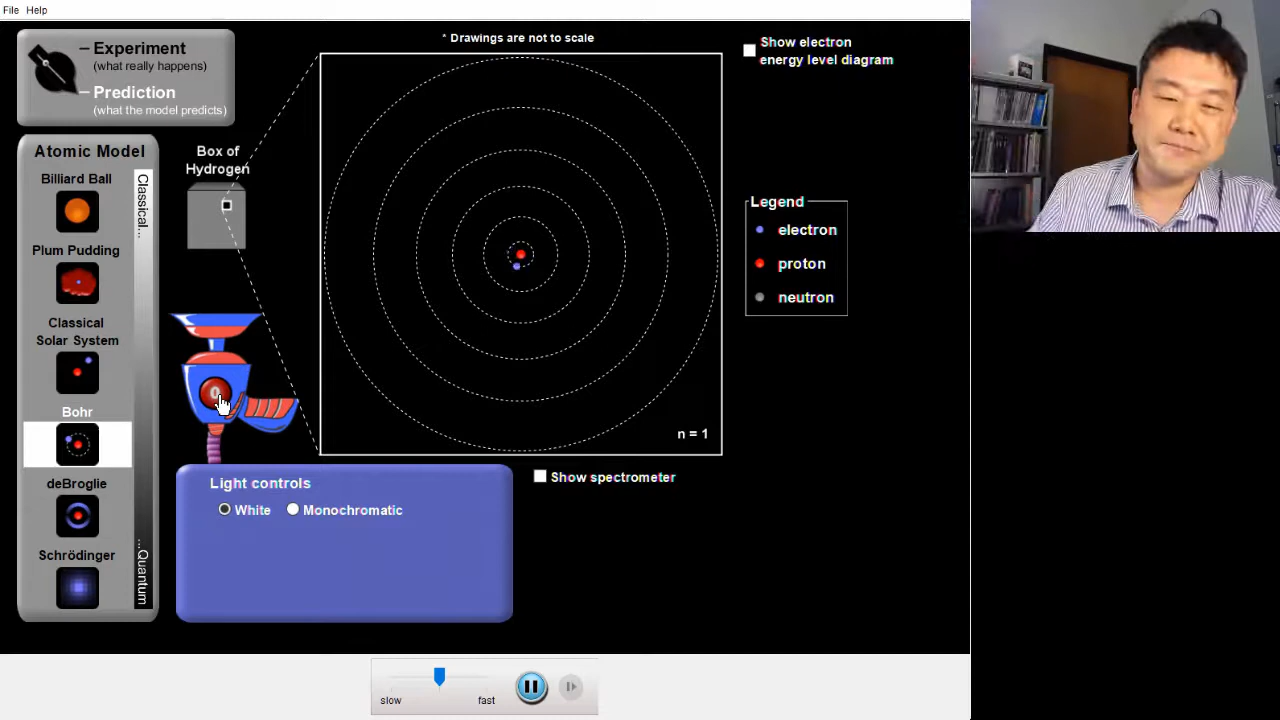 File Help
* Drawings are not to scale
Experiment
(what really happens)
Prediction
(what the model predicts)
Show electron
energy level diagram
Atomic Model
Billiard Ball
Plum Pudding
Classical
Solar System
Bohr
deBroglie
Schrödinger
Classical...
...Quantum
Box of
Hydrogen
Legend
electron
proton
neutron
n = 1
Light controls
White Monochromatic
Show spectrometer
slow fast